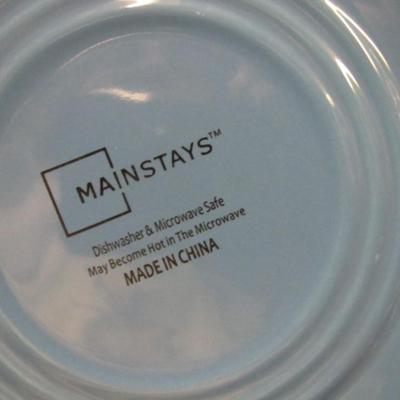 MAINSTAYS™
Dishwasher & Microwave Safe
May Become Hot in The Microwave
MADE IN CHINA